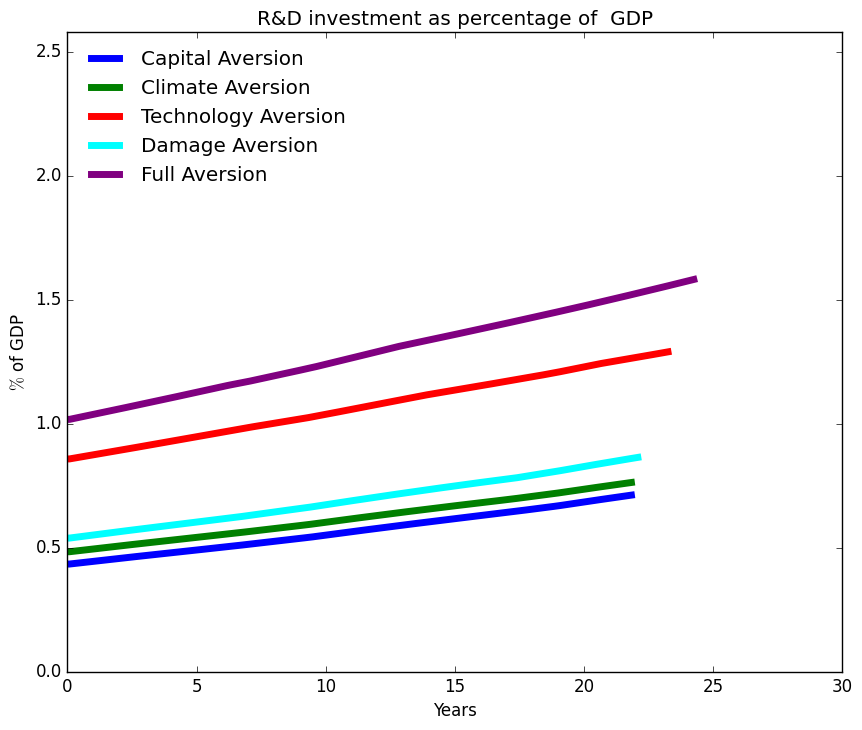 R&D investment as percentage of  GDP
2.5
2.0
1.5
1.0
0.5
0.0
% of GDP
Capital Aversion
Climate Aversion
Technology Aversion
Damage Aversion
Full Aversion
0 5 10 15 20 25 30
Years